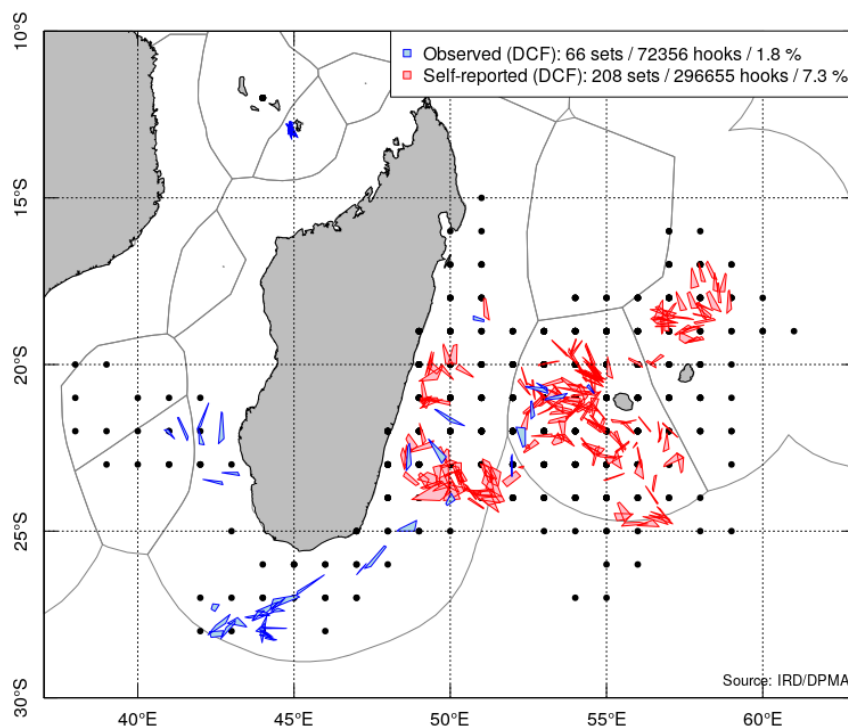 10°S
Observed (DCF): 66 sets / 72356 hooks / 1.8 %
Self-reported (DCF): 208 sets / 296655 hooks / 7.3 %
15°S
20°S
25°S
Source: IRD/DPMA
30°S
40°E 45°E 50°E 55°E 60°E